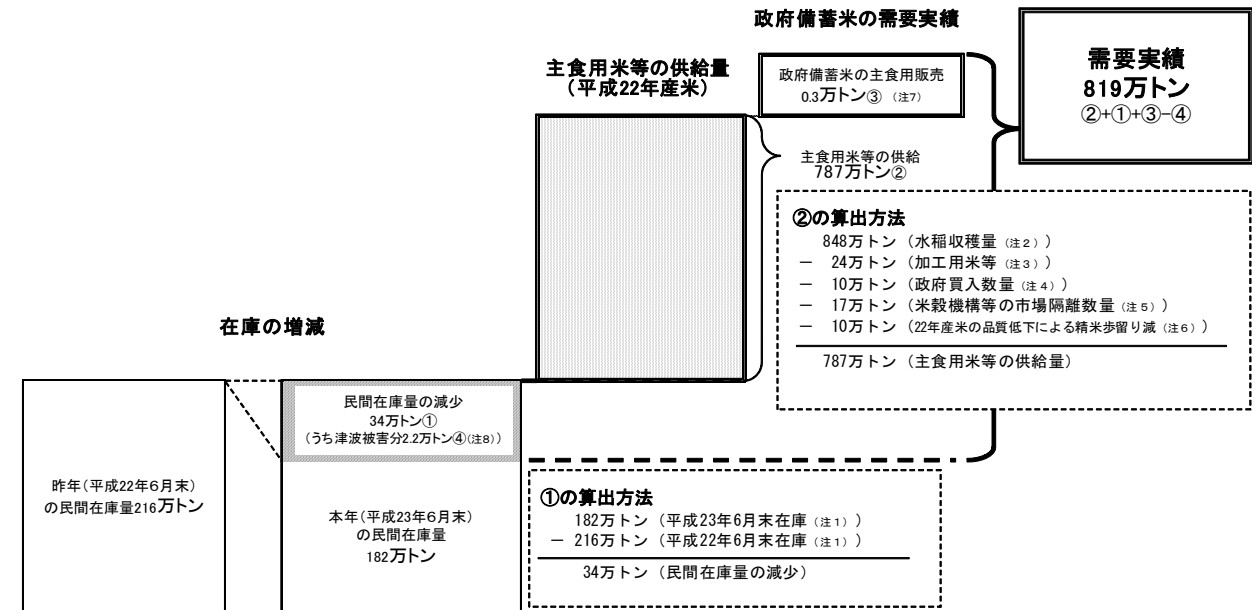 政府備蓄米の需要実績
需要実績
819万トン
②+①+③-④
主食用米等の供給量
(平成22年産米)
政府備蓄米の主食用販売
0.3万トン③ (注7)
主食用米等の供給
787万トン②
②の算出方法
848万トン (水稲収穫量 (注2))
- 24万トン (加工用米等 (注3))
- 10万トン (政府買入数量 (注4))
- 17万トン (米穀機構等の市場隔離数量 (注5))
- 10万トン (22年産米の品質低下による精米歩留り減 (注6))
787万トン (主食用米等の供給量)
在庫の増減
民間在庫量の減少
34万トン①
(うち津波被害分2.2万トン④(注8))
昨年(平成22年6月末)
の民間在庫量216万トン
本年(平成23年6月末)
の民間在庫量
182万トン
①の算出方法
182万トン (平成23年6月末在庫 (注1))
- 216万トン (平成22年6月末在庫 (注1))
34万トン (民間在庫量の減少)